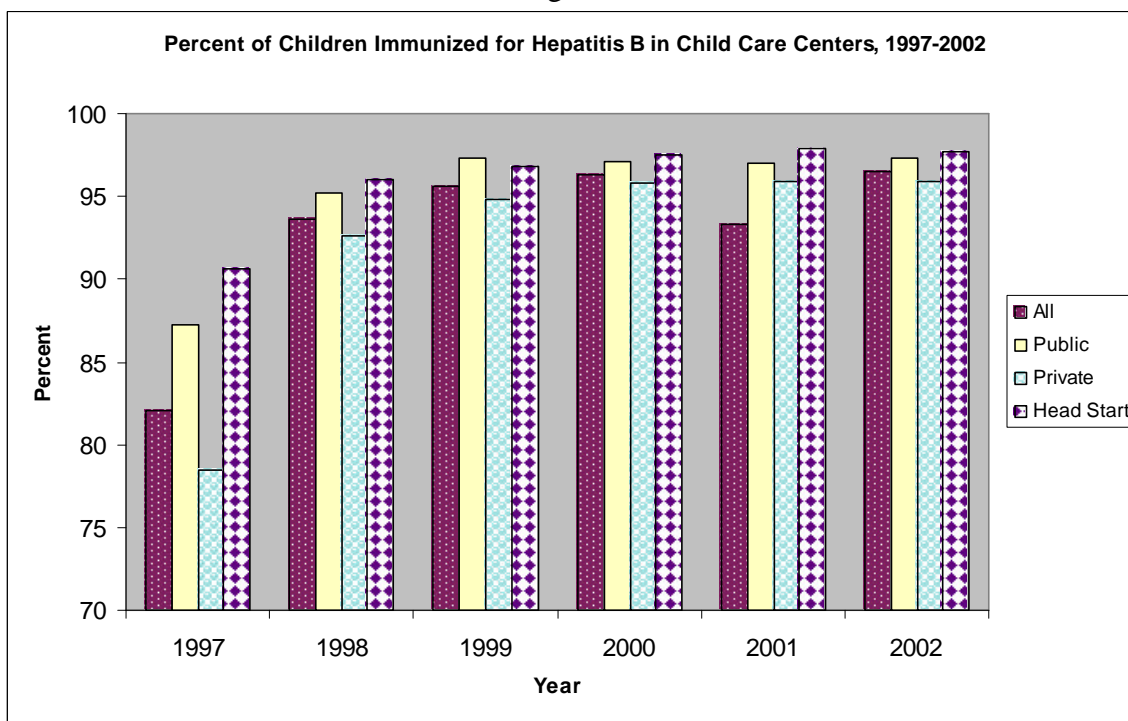 Percent of Children Immunized for Hepatitis B in Child Care Centers, 1997-2002
100
95
90
85
80
75
70
Percent
1997 1998 1999 2000 2001 2002
Year
All
Public
Private
Head Start